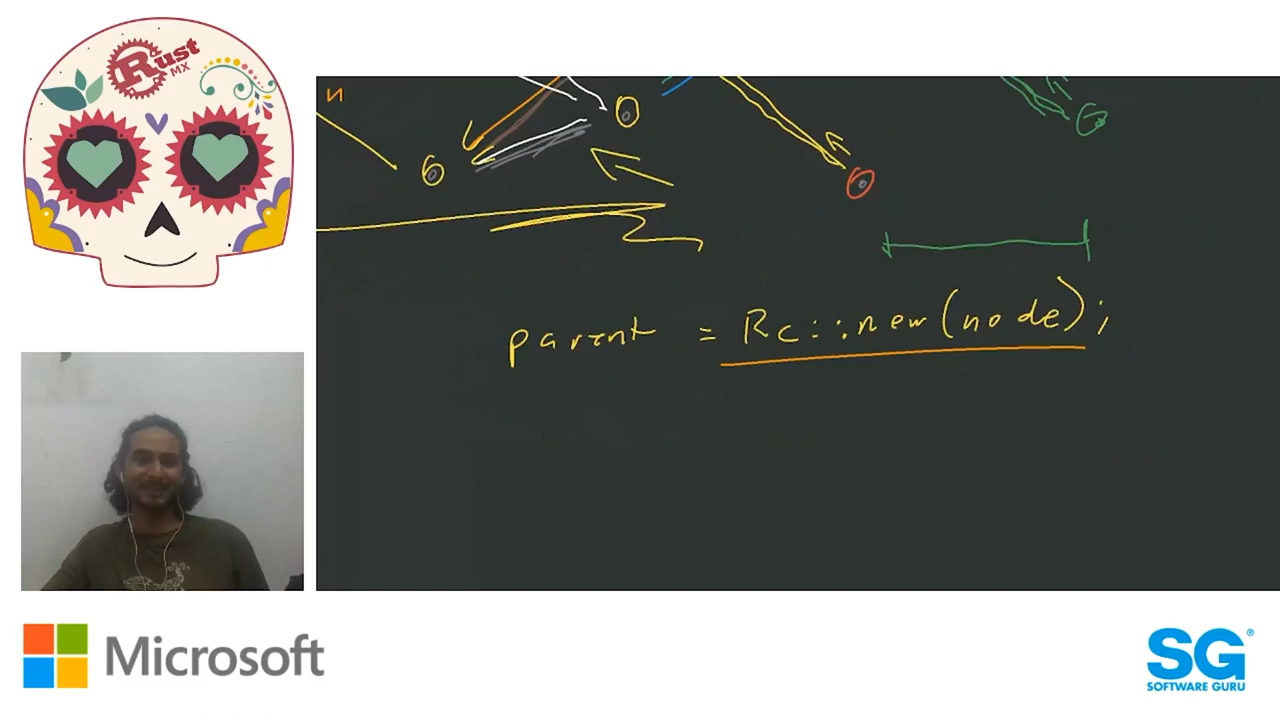 Rust
MX
n
parent = Rc::new(node);
Microsoft
SG®
SOFTWARE GURU